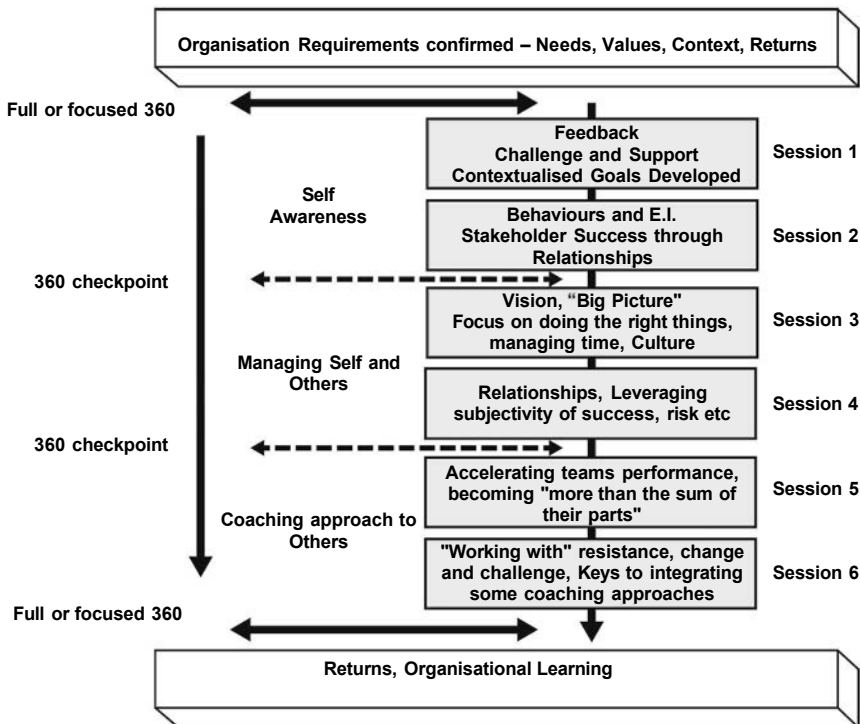 Organisation Requirements confirmed – Needs, Values, Context, Returns
Full or focused 360
Feedback
Challenge and Support
Contextualised Goals Developed
Session 1
Self
Awareness
Behaviours and E.I.
Stakeholder Success through
Relationships
Session 2
360 checkpoint
Vision, “Big Picture"
Focus on doing the right things,
managing time, Culture
Session 3
Managing Self and
Others
Relationships, Leveraging
subjectivity of success, risk etc
Session 4
360 checkpoint
Accelerating teams performance,
becoming "more than the sum of
their parts"
Session 5
Coaching approach to
Others
"Working with" resistance, change
and challenge, Keys to integrating
some coaching approaches
Session 6
Full or focused 360
Returns, Organisational Learning